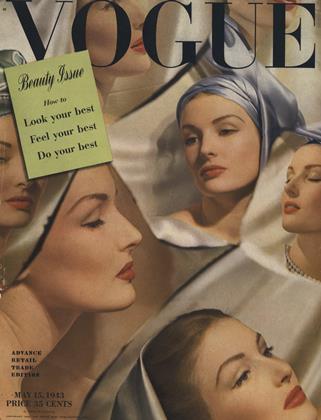 VOGUE
Beauty Issue
How to
Look your best
Feel your best
Do your best
ADVANCE
RETAIL
TRADE
EDITION
MAY 15, 1943
PRICE 35 CENTS